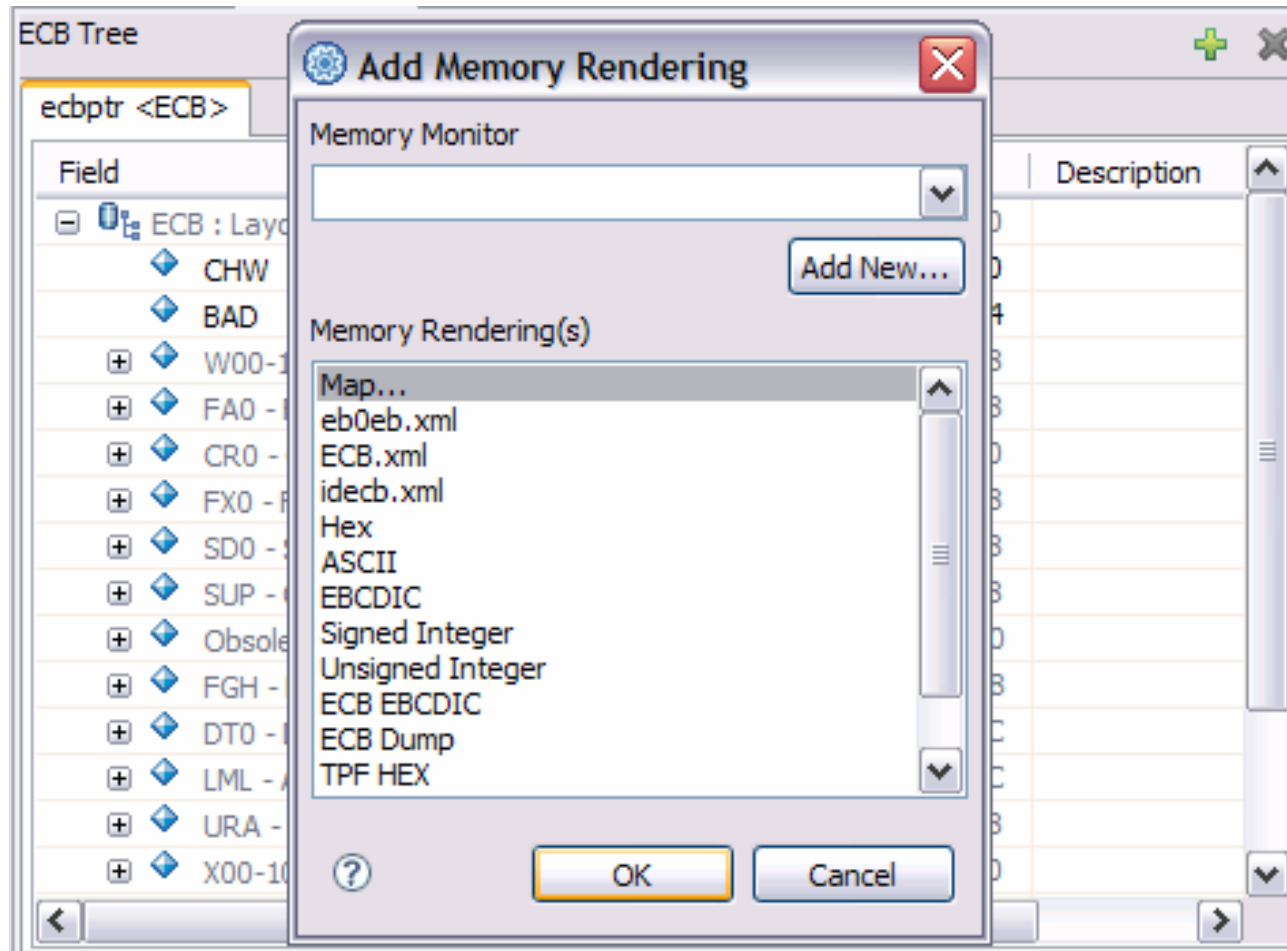 ECB Tree
Add Memory Rendering
ecbptr <ECB>
Memory Monitor
Field
Description
ECB : Layo
CHW
Add New...
BAD
Memory Rendering(s)
W00-1
Map...
FA0 -
eb0eb.xml
CR0 -
ECB.xml
FX0 - F
idecb.xml
Hex
SD0 -
ASCII
SUP -
EBCDIC
Obsole
Signed Integer
Unsigned Integer
FGH -
ECB EBCDIC
DT0 -
ECB Dump
LML -
TPF HEX
URA -
X00-10
OK
Cancel